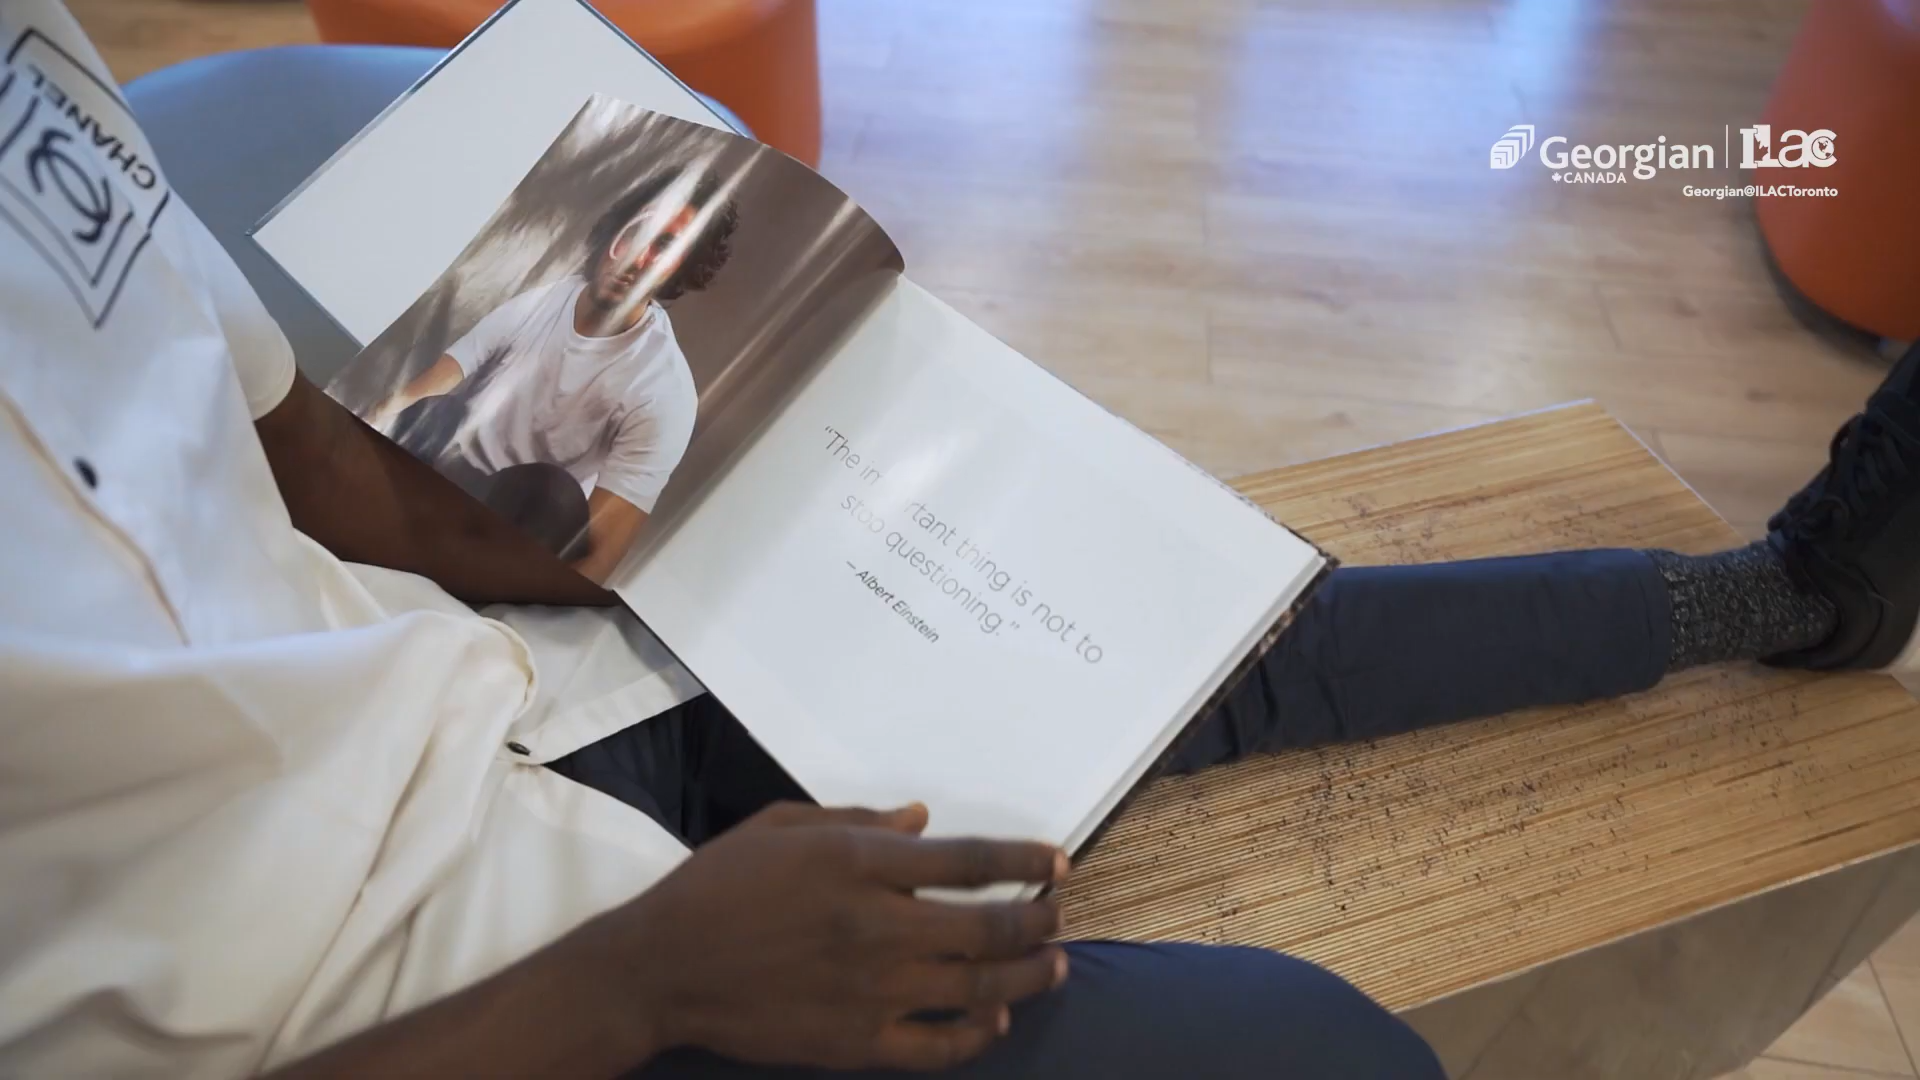 CHANEL
Georgian
CANADA
ILAC
Georgian@ILACToronto
"The important thing is not to
stop questioning."
– Albert Einstein